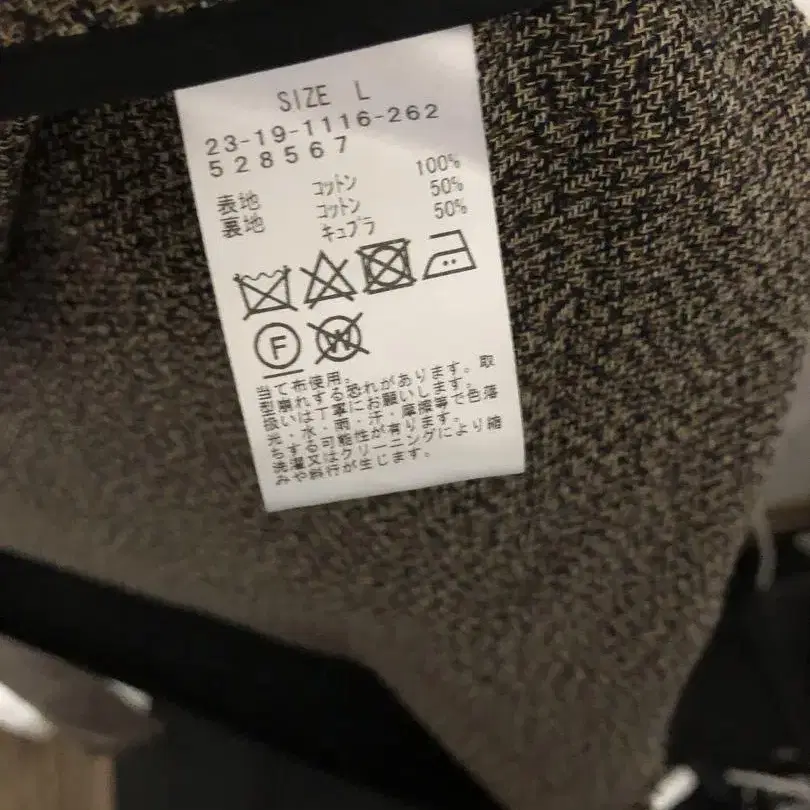 SIZE L
23-19-1116-262
528567
表地 コットン 100%
裏地 コットン 50%
キュプラ 50%
F
W
当て布使用。
型崩れする恐れがあります。取
扱いは丁寧にお願いします。
光・水・雨・汗・摩擦等で色落
ちする可能性が有ります。
洗濯又はクリーニングにより縮
みや斜行が生じます。